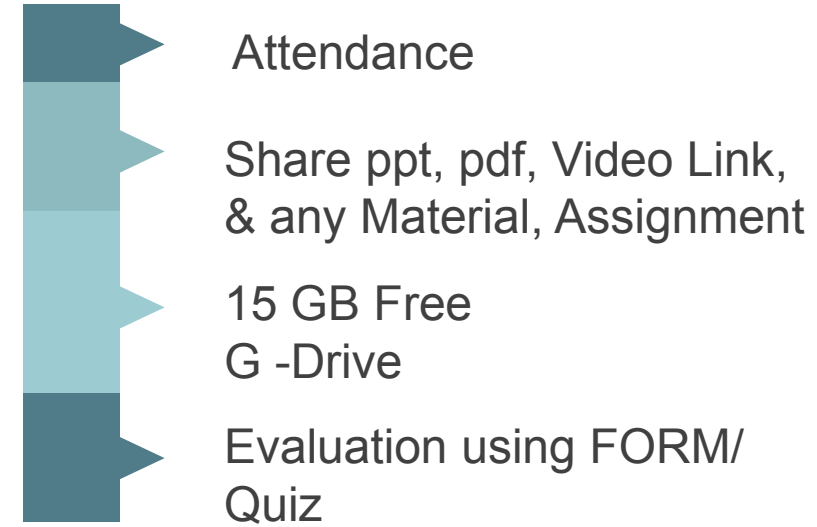 Attendance
Share ppt, pdf, Video Link,
& any Material, Assignment
15 GB Free
G -Drive
Evaluation using FORM/
Quiz